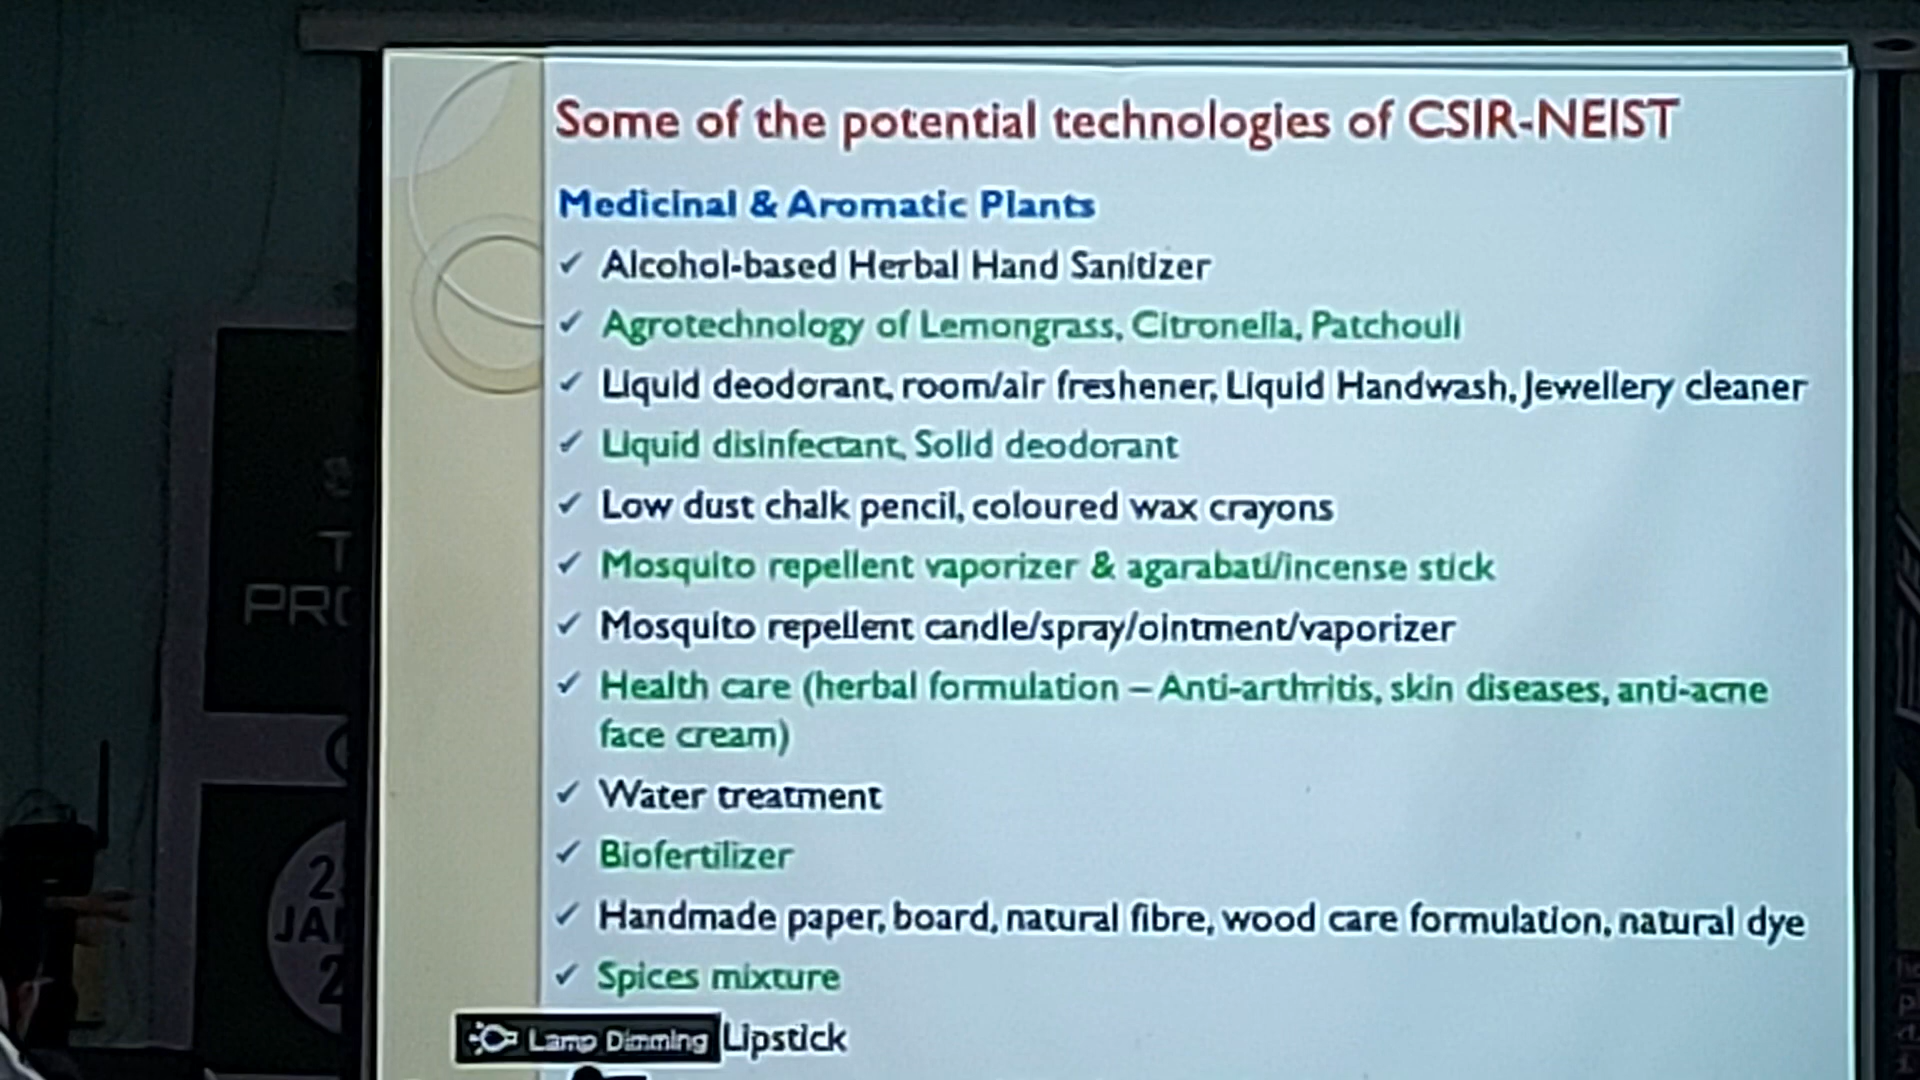 Some of the potential technologies of CSIR-NEIST
Medicinal & Aromatic Plants
✓ Alcohol-based Herbal Hand Sanitizer
✓ Agrotechnology of Lemongrass, Citronella, Patchouli
✓ Liquid deodorant, room/air freshener, Liquid Handwash, Jewellery cleaner
✓ Liquid disinfectant, Solid deodorant
✓ Low dust chalk pencil, coloured wax crayons
✓ Mosquito repellent vaporizer & agarabati/incense stick
✓ Mosquito repellent candle/spray/ointment/vaporizer
✓ Health care (herbal formulation – Anti-arthritis, skin diseases, anti-acne
face cream)
✓ Water treatment
✓ Biofertilizer
✓ Handmade paper, board, natural fibre, wood care formulation, natural dye
✓ Spices mixture
Lamp Dimming Lipstick